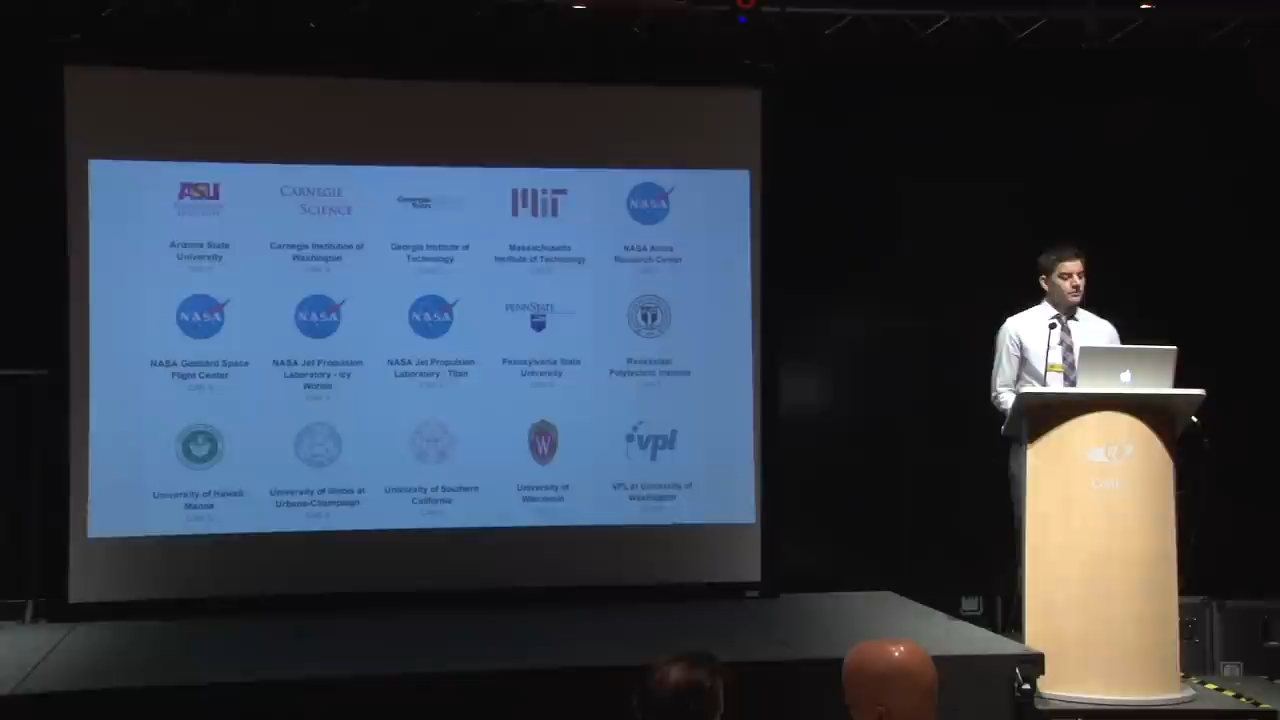 ASU
CARNEGIE
SCIENCE
Georgia
Tech
MIT
NASA
Arizona State
University
Carnegie Institution of
Washington
Georgia Institute of
Technology
Massachusetts
Institute of Technology
NASA Ames
Research Center
NASA
NASA
NASA
PENNSTATE
NASA Goddard Space
Flight Center
NASA Jet Propulsion
Laboratory - Icy
Worlds
NASA Jet Propulsion
Laboratory - Titan
Pennsylvania State
University
Rensselaer
Polytechnic Institute
W
vpl
University of Hawaii
Manoa
University of Illinois at
Urbana-Champaign
University of Southern
California
University of
Wisconsin
VPL at University of
Washington